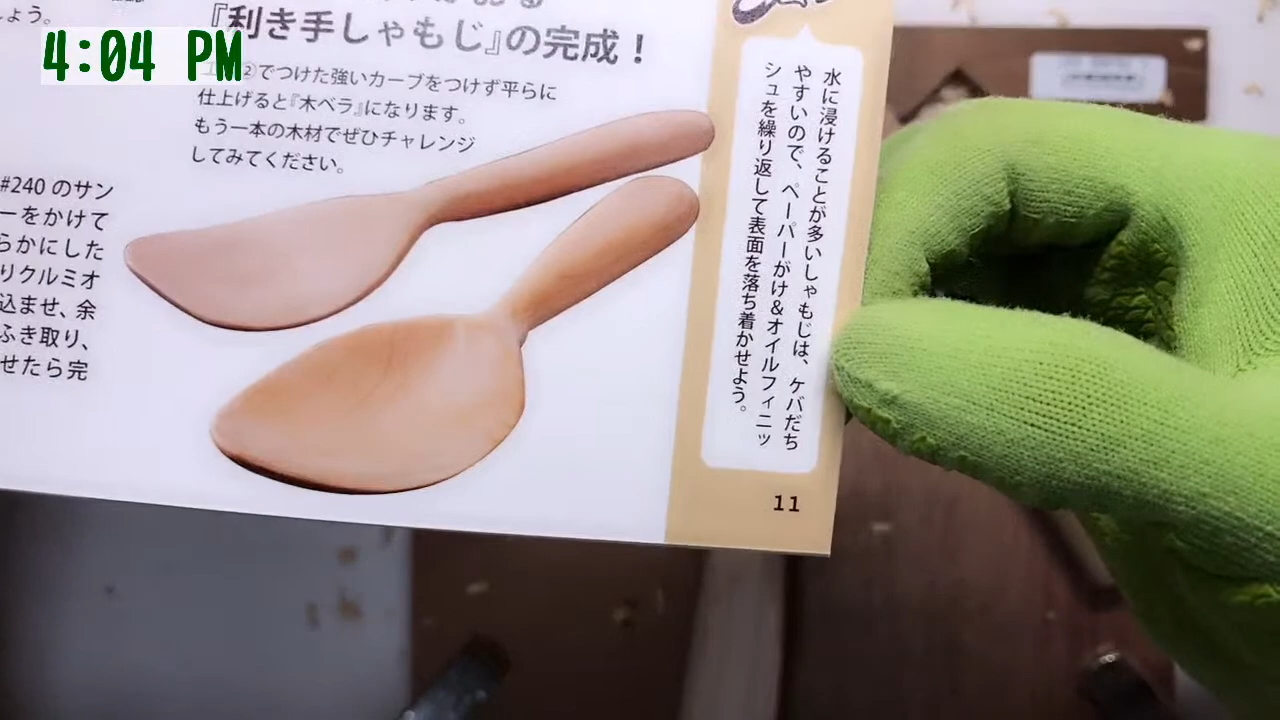 しょう。
4:04 PM
『利き手しゃもじ』の完成！
②でつけた強いカーブをつけず平らに
仕上げると『木ベラ』になります。
もう一本の木材でぜひチャレンジ
してみてください。
#240 のサン
ーをかけて
らかにした
りクルミオ
込ませ、余
ふき取り、
せたら完
水に浸けることが多いしゃもじは、ケバだち
やすいので、ペーパーがけ&オイルフィニッ
シュを繰り返して表面を落ち着かせよう。
11